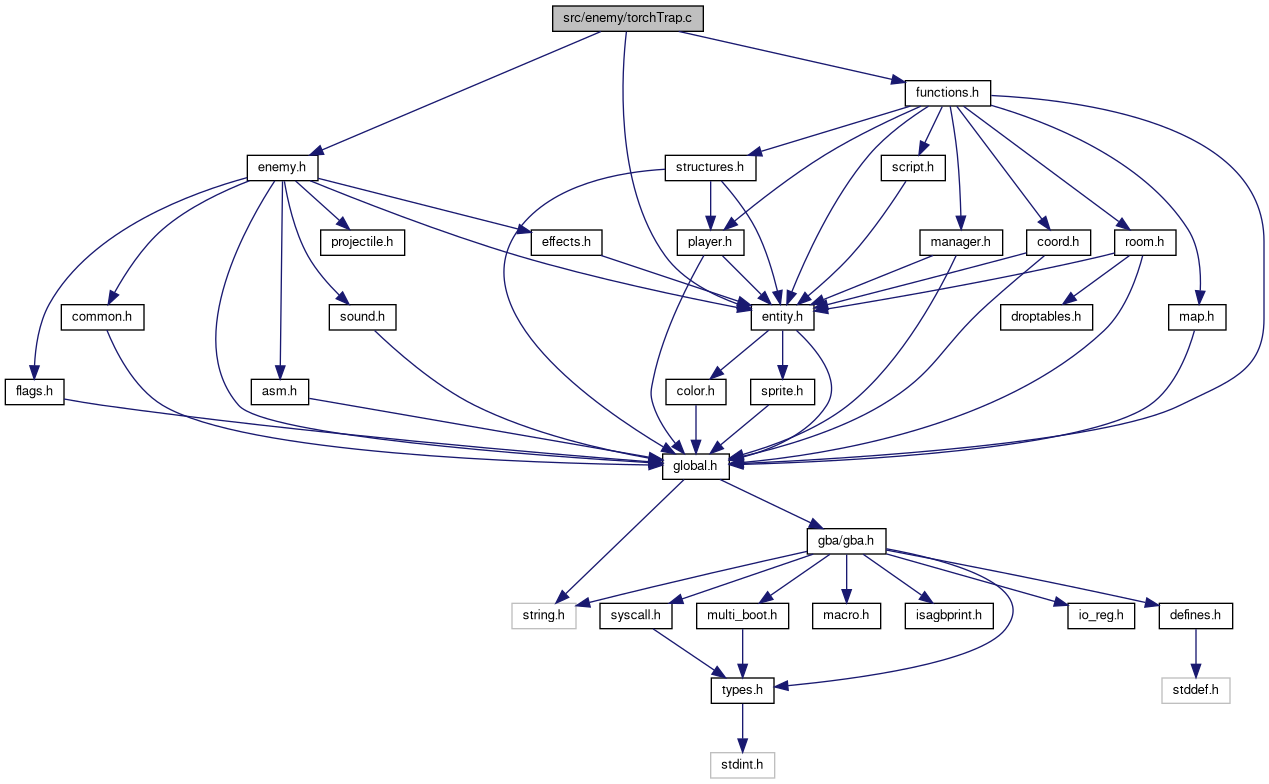 src/enemy/torchTrap.c
functions.h
enemy.h
structures.h
script.h
projectile.h
effects.h
player.h
manager.h
coord.h
room.h
common.h
sound.h
entity.h
droptables.h
map.h
flags.h
asm.h
color.h
sprite.h
global.h
gba/gba.h
string.h
syscall.h
multi_boot.h
macro.h
isagbprint.h
io_reg.h
defines.h
types.h
stddef.h
stdint.h